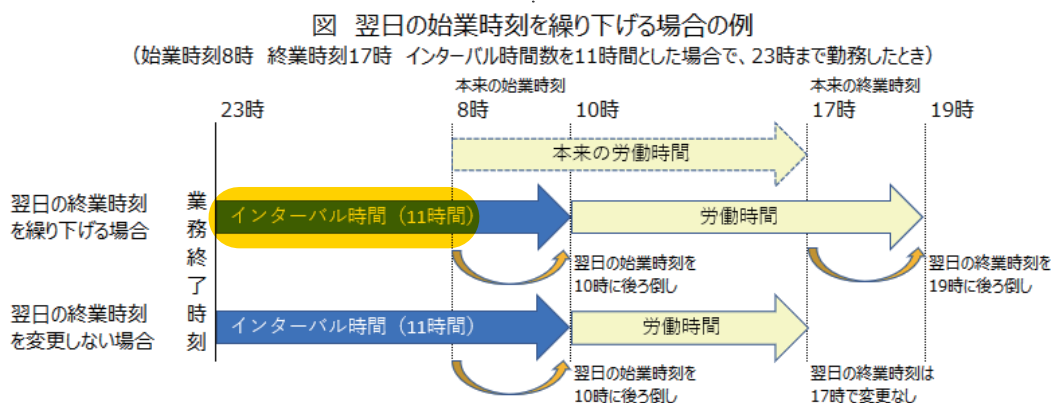 図 翌日の始業時刻を繰り下げる場合の例
（始業時刻8時 終業時刻17時 インターバル時間数を11時間とした場合で、23時まで勤務したとき）
本来の始業時刻
本来の終業時刻
23時
8時
10時
17時
19時
本来の労働時間
翌日の終業時刻
を繰り下げる場合
業務終了時刻
インターバル時間（11時間）
労働時間
翌日の始業時刻を
10時に後ろ倒し
翌日の終業時刻を
19時に後ろ倒し
翌日の終業時刻
を変更しない場合
インターバル時間（11時間）
労働時間
翌日の始業時刻を
10時に後ろ倒し
翌日の終業時刻は
17時で変更なし